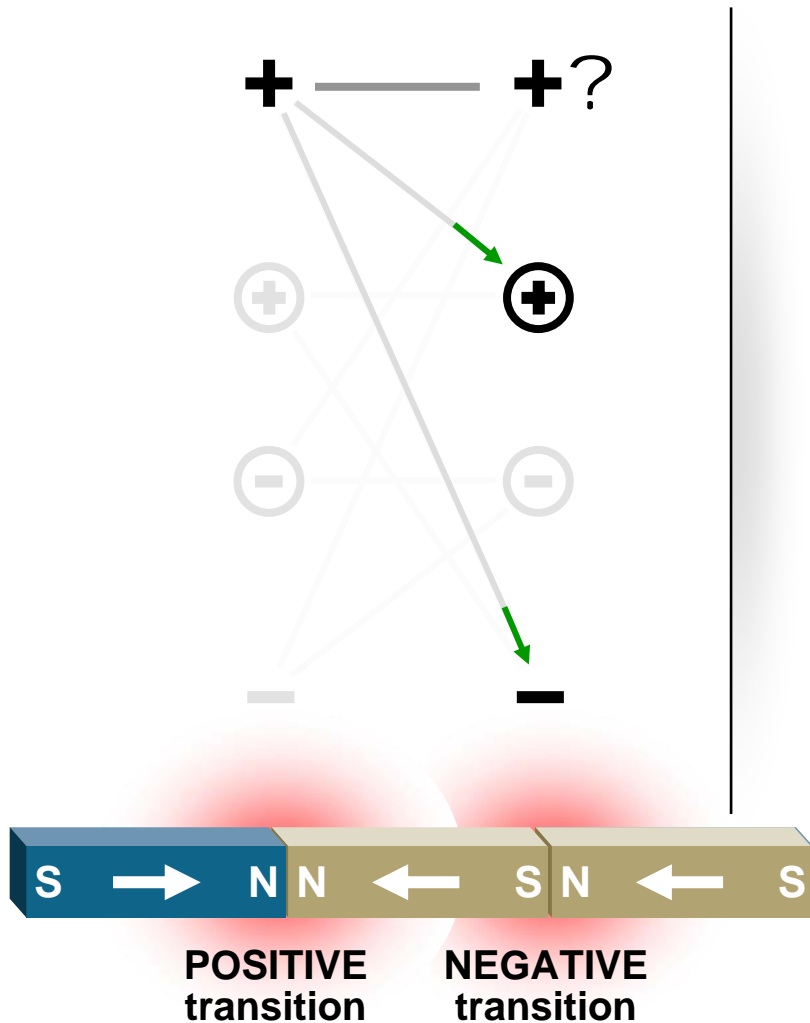 + + ?
+ +
- -
- -
S N N S N S
POSITIVE NEGATIVE
transition transition